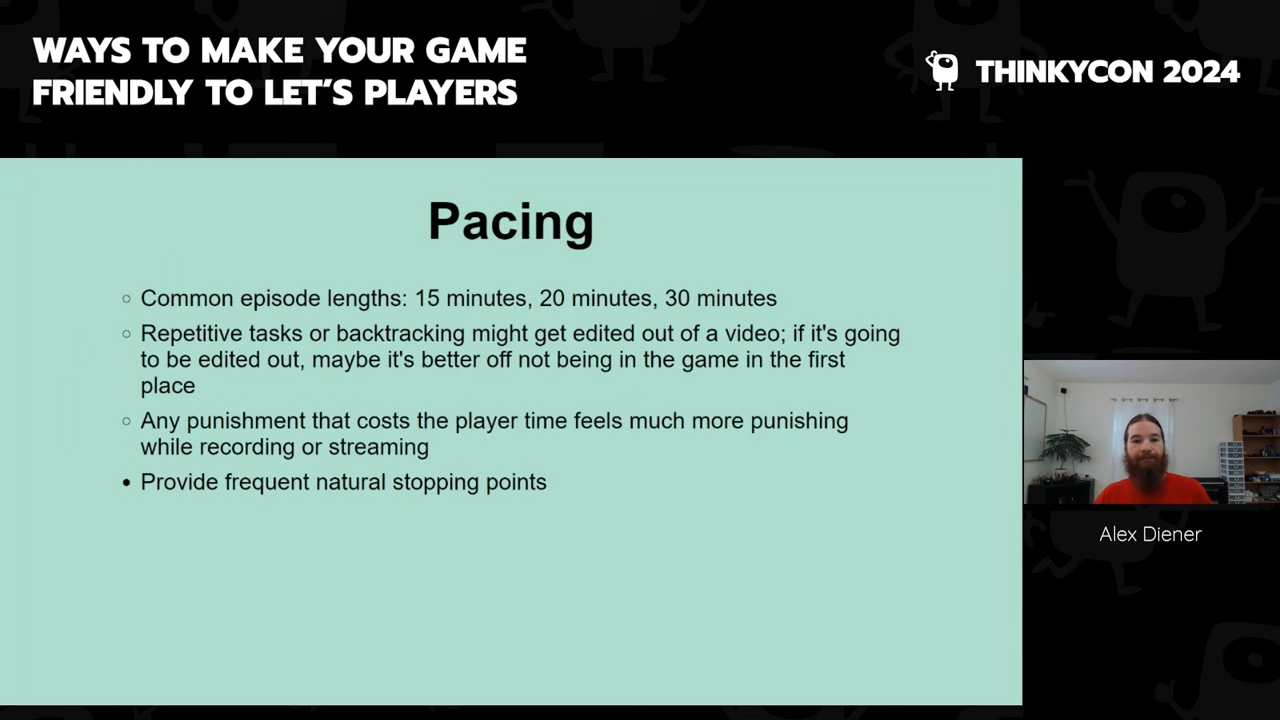 WAYS TO MAKE YOUR GAME
FRIENDLY TO LET'S PLAYERS
THINKYCON 2024
Pacing
Common episode lengths: 15 minutes, 20 minutes, 30 minutes
Repetitive tasks or backtracking might get edited out of a video; if it's going
to be edited out, maybe it's better off not being in the game in the first
place
Any punishment that costs the player time feels much more punishing
while recording or streaming
Provide frequent natural stopping points
Alex Diener